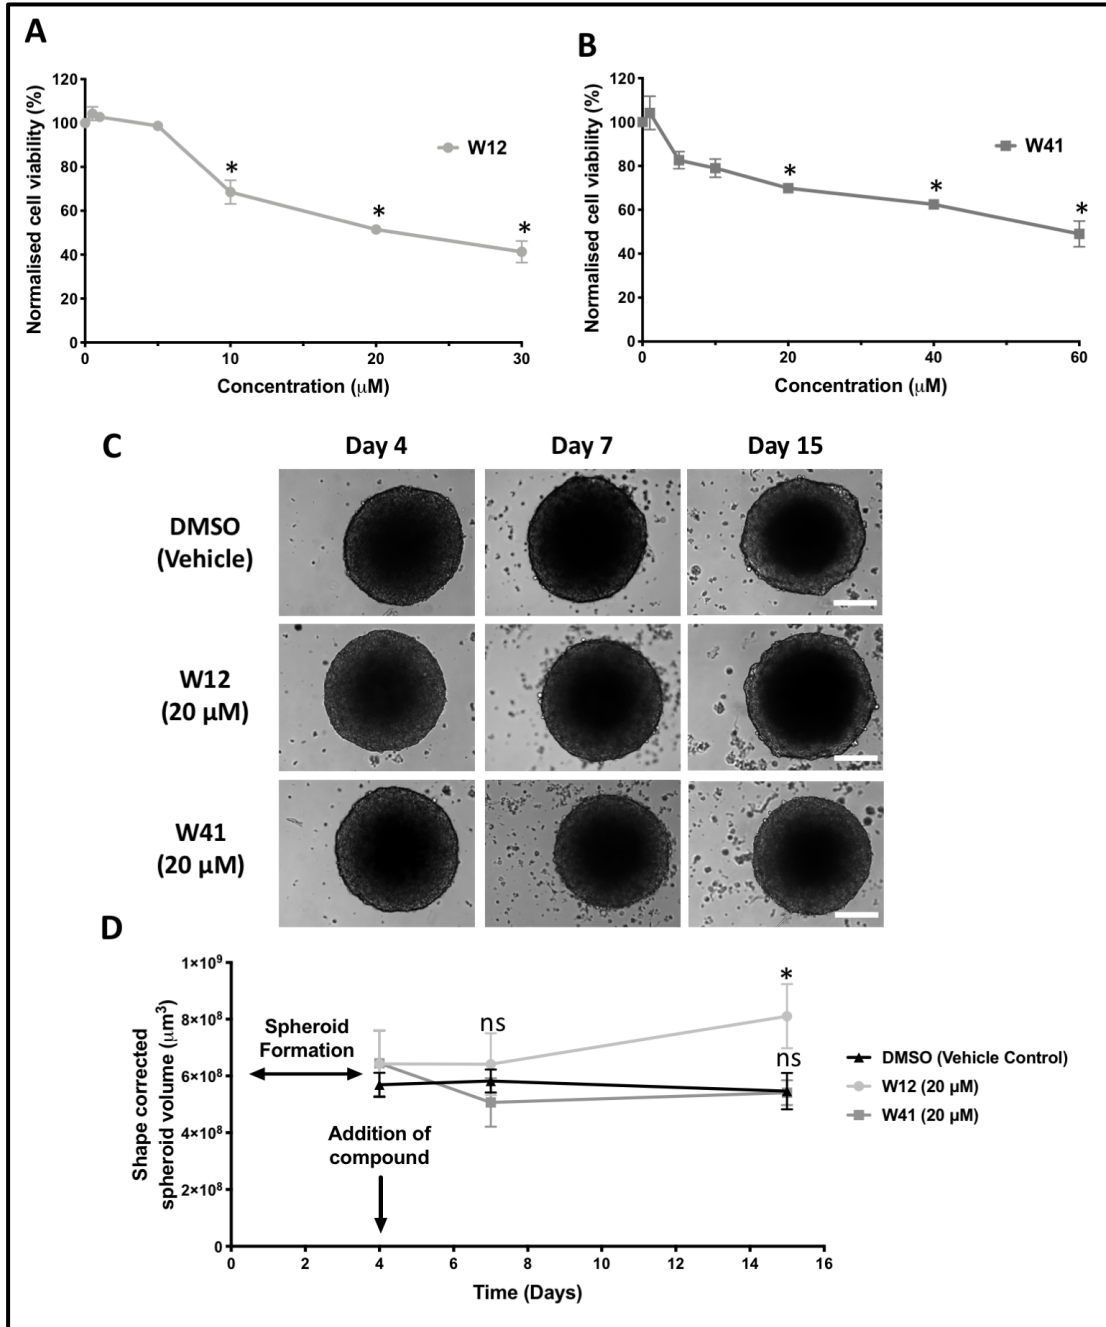 A
120
100
80
60
40
20
0
Normalised cell viability (%)
*
*
*
W12
0
10
20
30
Concentration (μM)
B
120
100
80
60
40
20
0
Normalised cell viability (%)
*
*
*
W41
0
20
40
60
Concentration (μM)
C
Day 4
Day 7
Day 15
DMSO
(Vehicle)
W12
(20 μM)
W41
(20 μM)
D
1×10⁹
8×10⁸
6×10⁸
4×10⁸
2×10⁸
0
Shape corrected
spheroid volume (μm³)
Spheroid
Formation
Addition of
compound
ns
*
ns
DMSO (Vehicle Control)
W12 (20 μM)
W41 (20 μM)
0
2
4
6
8
10
12
14
16
Time (Days)